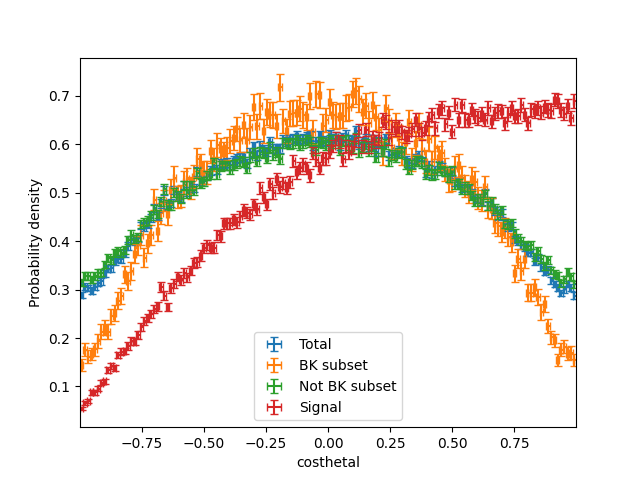 0.7
0.6
0.5
0.4
0.3
0.2
0.1
Probability density
Total
BK subset
Not BK subset
Signal
−0.75 −0.50 −0.25 0.00 0.25 0.50 0.75
costhetal